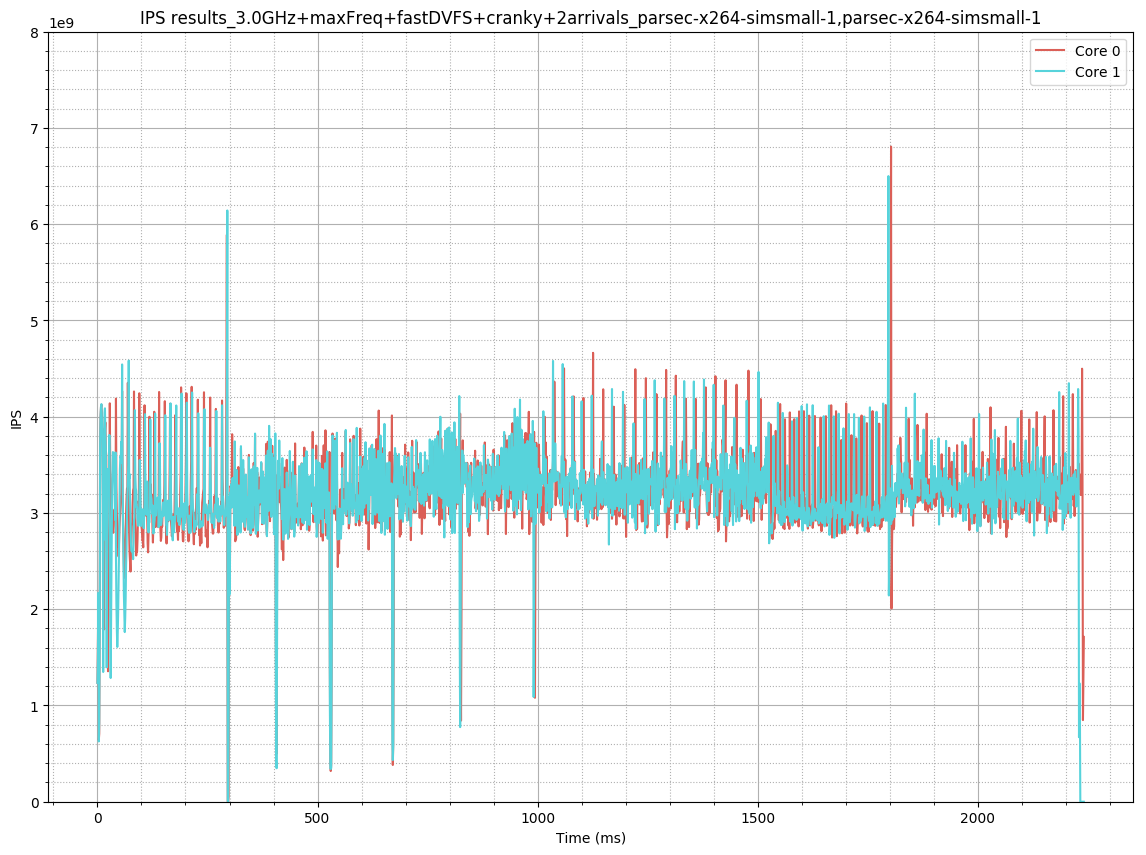 IPS results_3.0GHz+maxFreq+fastDVFS+cranky+2arrivals_parsec-x264-simsmall-1,parsec-x264-simsmall-1
1e9
8
7
6
5
4
3
2
1
0
IPS
Core 0
Core 1
0 500 1000 1500 2000
Time (ms)